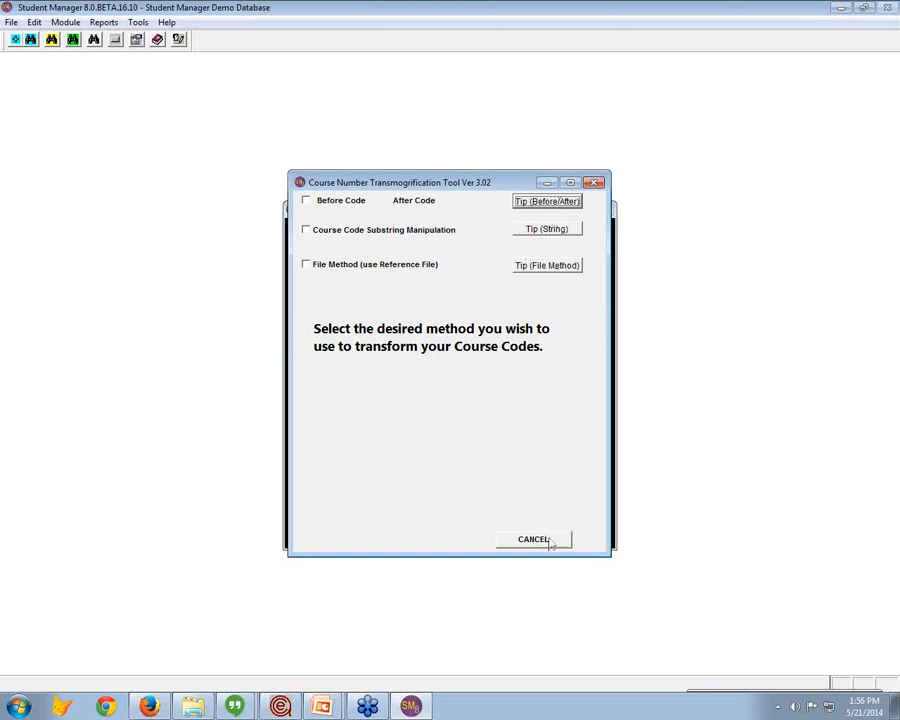 Student Manager 8.0.BETA.16.10 - Student Manager Demo Database
File Edit Module Reports Tools Help
Course Number Transmogrification Tool Ver 3.02
Before Code After Code Tip (Before/After)
Course Code Substring Manipulation Tip (String)
File Method (use Reference File) Tip (File Method)
Select the desired method you wish to
use to transform your Course Codes.
CANCEL
SM8
1:56 PM
5/21/2014